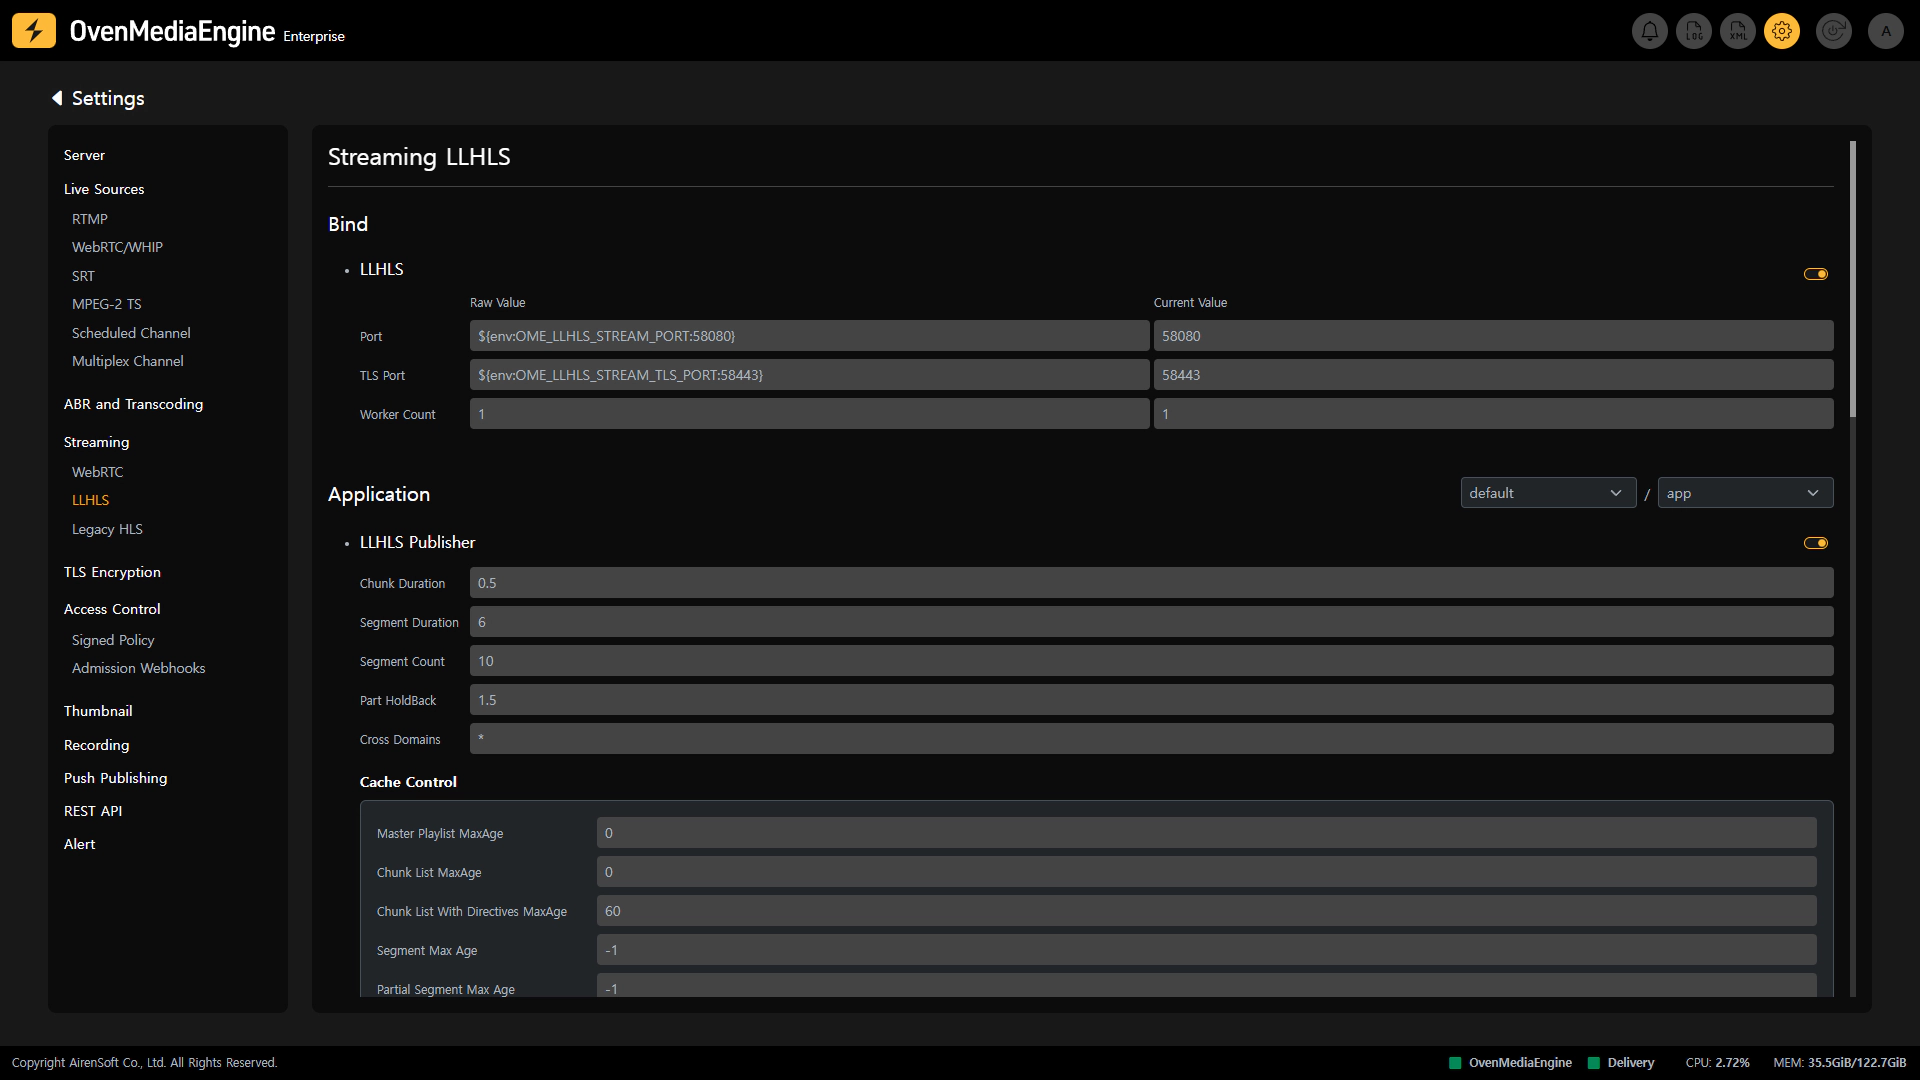 OvenMediaEngine Enterprise
LOG
XML
A
Settings
Server
Live Sources
RTMP
WebRTC/WHIP
SRT
MPEG-2 TS
Scheduled Channel
Multiplex Channel
ABR and Transcoding
Streaming
WebRTC
LLHLS
Legacy HLS
TLS Encryption
Access Control
Signed Policy
Admission Webhooks
Thumbnail
Recording
Push Publishing
REST API
Alert
Streaming LLHLS
Bind
• LLHLS
Raw Value Current Value
Port ${env:OME_LLHLS_STREAM_PORT:58080} 58080
TLS Port ${env:OME_LLHLS_STREAM_TLS_PORT:58443} 58443
Worker Count 1 1
Application default / app
• LLHLS Publisher
Chunk Duration 0.5
Segment Duration 6
Segment Count 10
Part HoldBack 1.5
Cross Domains *
Cache Control
Master Playlist MaxAge 0
Chunk List MaxAge 0
Chunk List With Directives MaxAge 60
Segment Max Age -1
Partial Segment Max Age -1
Copyright AirenSoft Co., Ltd. All Rights Reserved. OvenMediaEngine Delivery CPU: 2.72% MEM: 35.5GiB/122.7GiB